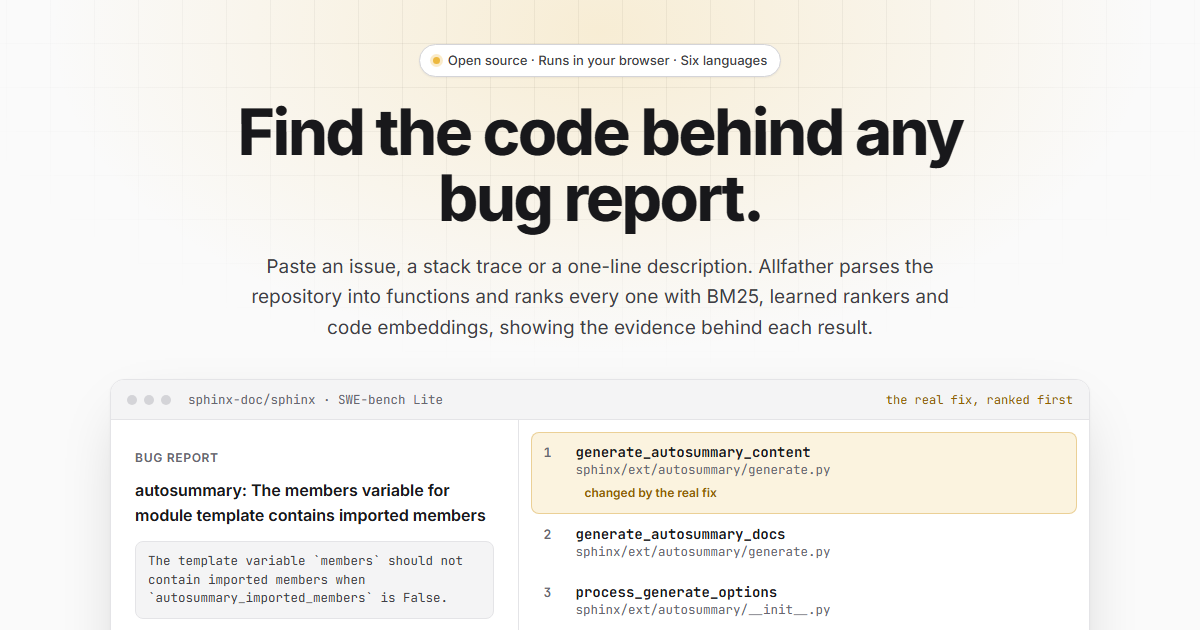 Open source · Runs in your browser · Six languages
Find the code behind any
bug report.
Paste an issue, a stack trace or a one-line description. Allfather parses the
repository into functions and ranks every one with BM25, learned rankers and
code embeddings, showing the evidence behind each result.
sphinx-doc/sphinx · SWE-bench Lite
the real fix, ranked first
BUG REPORT
autosummary: The members variable for
module template contains imported members
The template variable `members` should not
contain imported members when
`autosummary_imported_members` is False.
1 generate_autosummary_content
sphinx/ext/autosummary/generate.py
changed by the real fix
2 generate_autosummary_docs
sphinx/ext/autosummary/generate.py
3 process_generate_options
sphinx/ext/autosummary/__init__.py